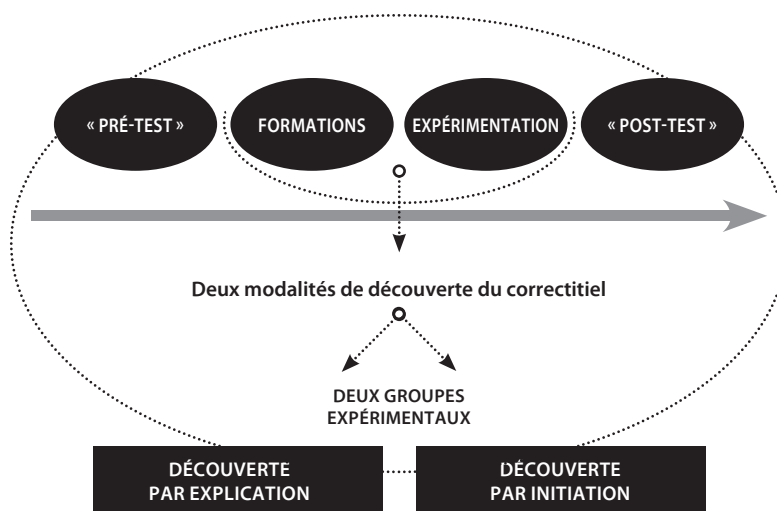 « PRÉ-TEST »
FORMATIONS
EXPÉRIMENTATION
« POST-TEST »
Deux modalités de découverte du correctitiel
DEUX GROUPES
EXPÉRIMENTAUX
DÉCOUVERTE
PAR EXPLICATION
DÉCOUVERTE
PAR INITIATION